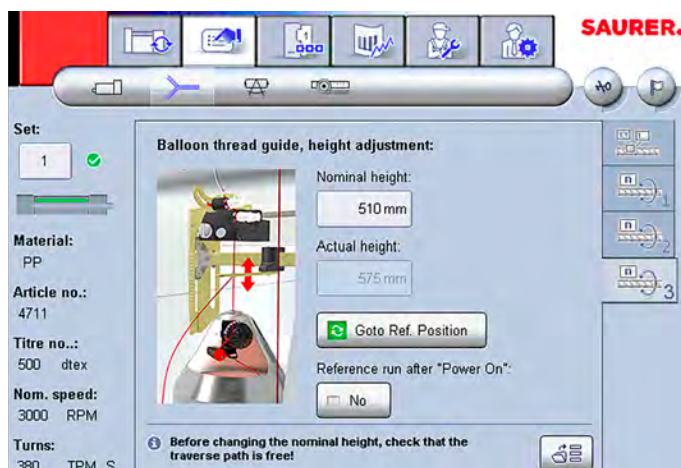 SAURER.
Set:
1
Material:
PP
Article no.:
4711
Titre no..:
500 dtex
Nom. speed:
3000 RPM
Turns:
380 TPM S
Balloon thread guide, height adjustment:
Nominal height:
510 mm
Actual height:
575 mm
Goto Ref. Position
Reference run after "Power On":
No
Before changing the nominal height, check that the
traverse path is free!
n
1
n
2
n
3